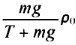 mg
T + mg ρ₀